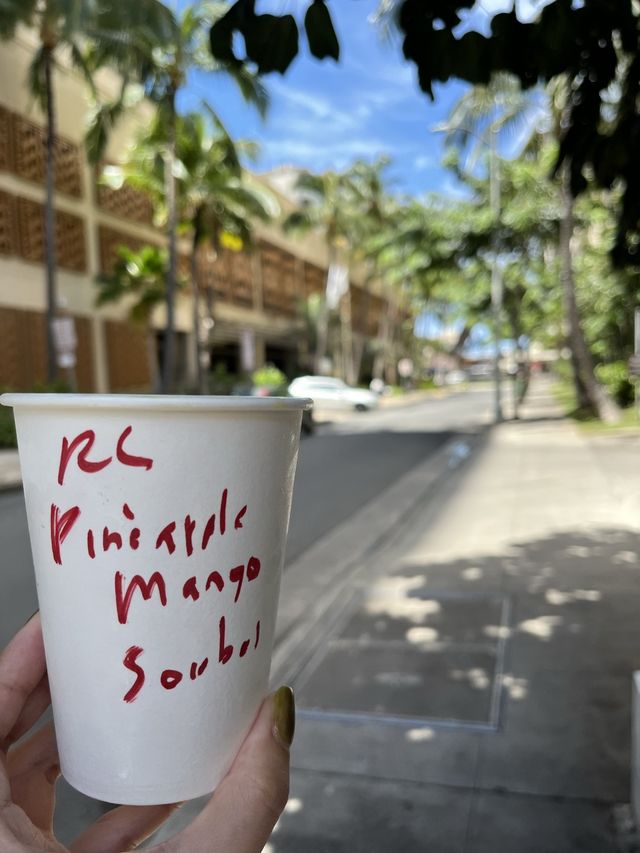 RC
Pineapple
Mango
Sorbet